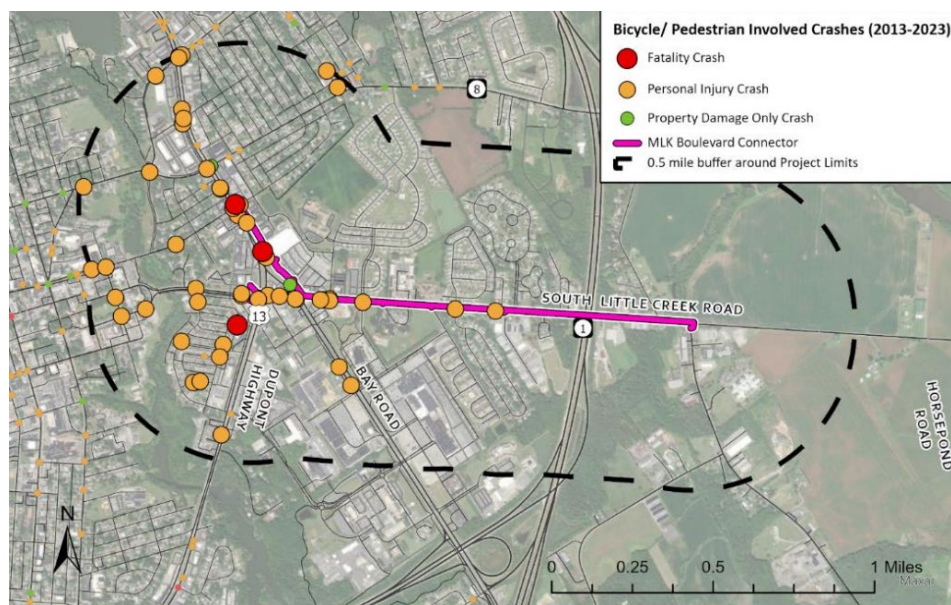 Bicycle/ Pedestrian Involved Crashes (2013-2023)
Fatality Crash
Personal Injury Crash
Property Damage Only Crash
MLK Boulevard Connector
0.5 mile buffer around Project Limits
8
SOUTH LITTLE CREEK ROAD
13
1
BAY ROAD
DUPONT
HIGHWAY
HORSEPOND
ROAD
N
0 0.25 0.5 1 Miles
Maxar